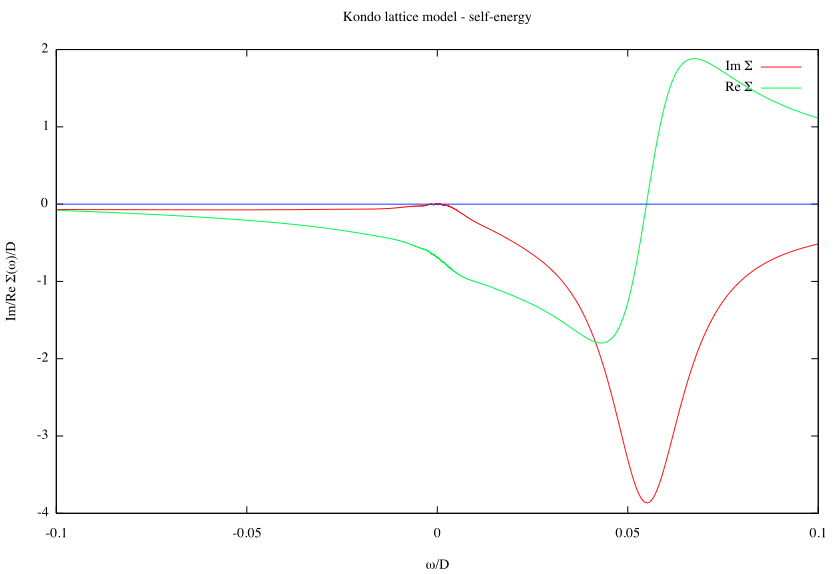 Kondo lattice model - self-energy
2
Im Σ
Re Σ
1
0
-1
-2
-3
-4
Im/Re Σ(ω)/D
-0.1
-0.05
0
0.05
0.1
ω/D